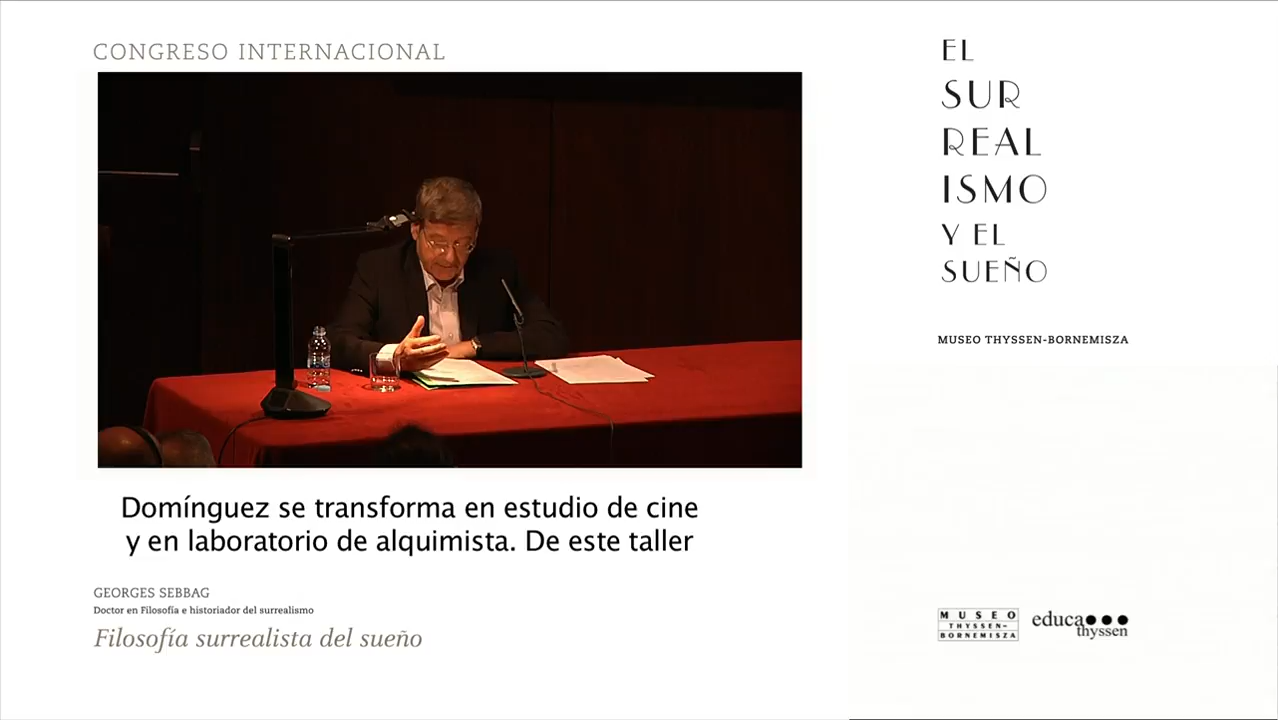 CONGRESO INTERNACIONAL
EL
SUR
REAL
ISMO
Y EL
SUEÑO
MUSEO THYSSEN-BORNEMISZA
Domínguez se transforma en estudio de cine
y en laboratorio de alquimista. De este taller
GEORGES SEBBAG
Doctor en Filosofía e historiador del surrealismo
Filosofía surrealista del sueño
MUSEO
THYSSEN-
BORNEMISZA
educa
thyssen